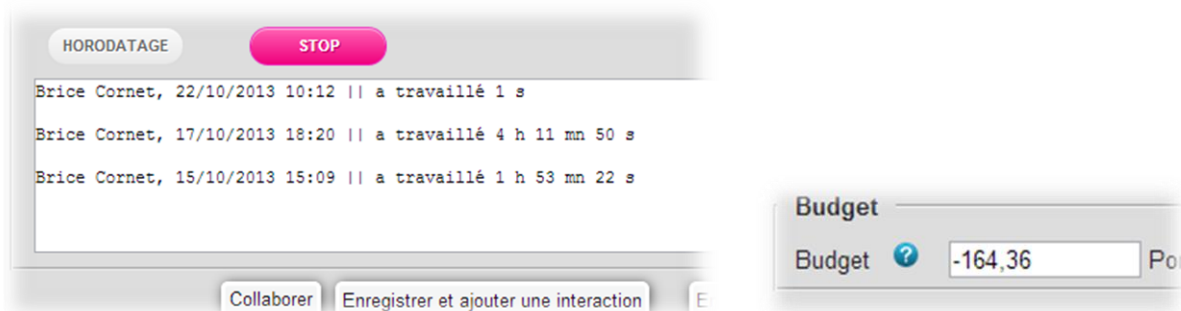 HORODATAGE STOP
Brice Cornet, 22/10/2013 10:12 || a travaillé 1 s
Brice Cornet, 17/10/2013 18:20 || a travaillé 4 h 11 mn 50 s
Brice Cornet, 15/10/2013 15:09 || a travaillé 1 h 53 mn 22 s
Collaborer Enregistrer et ajouter une interaction
Budget
Budget ? -164,36